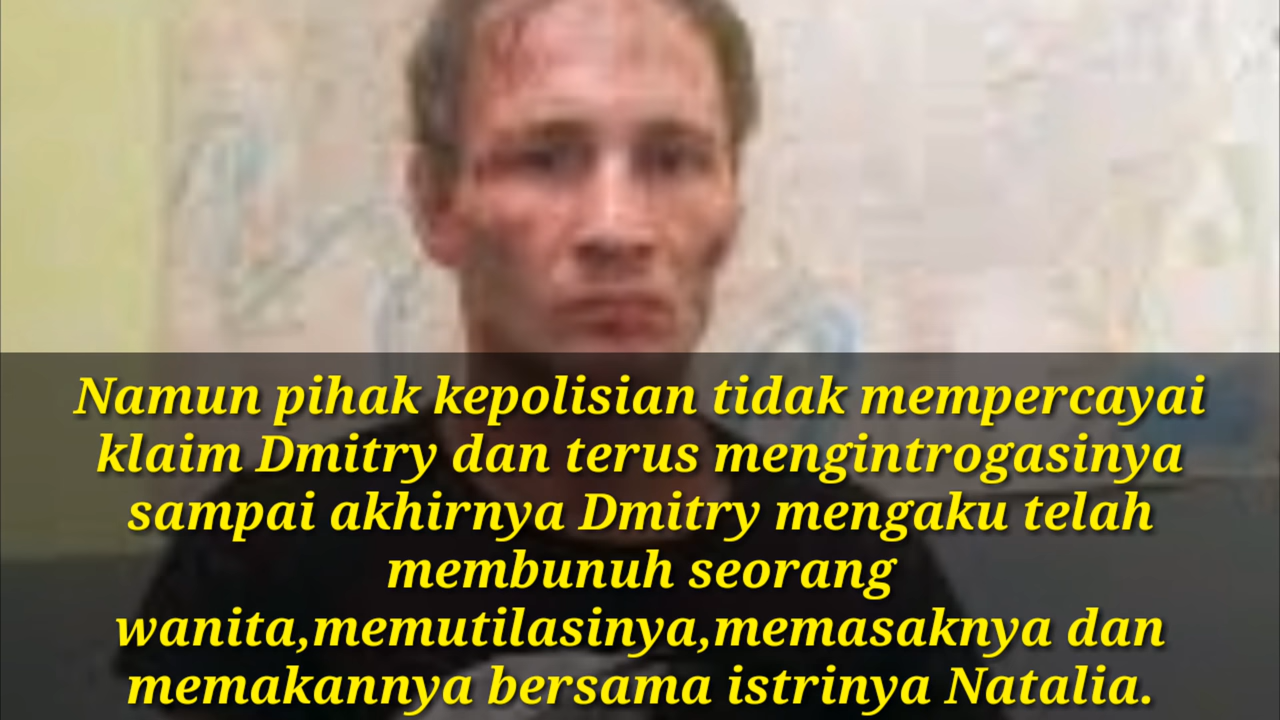 Namun pihak kepolisian tidak mempercayai
klaim Dmitry dan terus mengintrogasinya
sampai akhirnya Dmitry mengaku telah
membunuh seorang
wanita,memutilasinya,memasaknya dan
memakannya bersama istrinya Natalia.